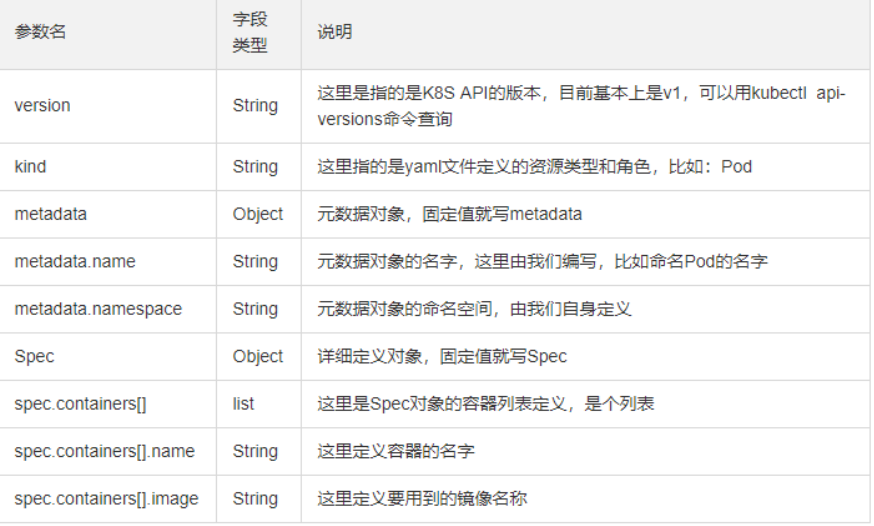 参数名
字段
类型
说明
version
String
这里是指的是K8S API的版本，目前基本上是v1，可以用kubectl api-
versions命令查询
kind
String
这里指的是yaml文件定义的资源类型和角色，比如：Pod
metadata
Object
元数据对象，固定值就写metadata
metadata.name
String
元数据对象的名字，这里由我们编写，比如命名Pod的名字
metadata.namespace
String
元数据对象的命名空间，由我们自身定义
Spec
Object
详细定义对象，固定值就写Spec
spec.containers[]
list
这里是Spec对象的容器列表定义，是个列表
spec.containers[].name
String
这里定义容器的名字
spec.containers[].image
String
这里定义要用到的镜像名称